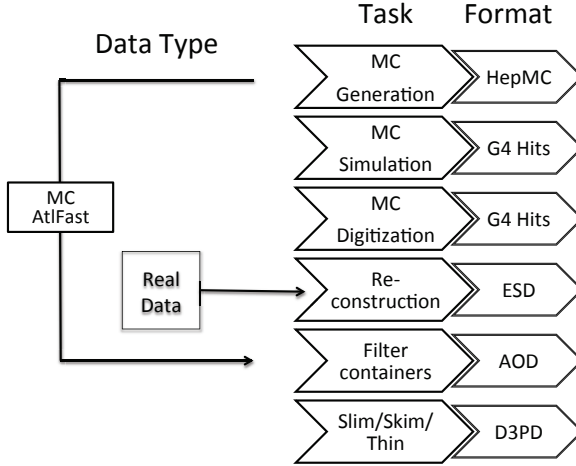 Task Format
Data Type
MC
Generation
HepMC
MC
Simulation
G4 Hits
MC
AtlFast
MC
Digitization
G4 Hits
Real
Data
Re-
construction
ESD
Filter
containers
AOD
Slim/Skim/
Thin
D3PD